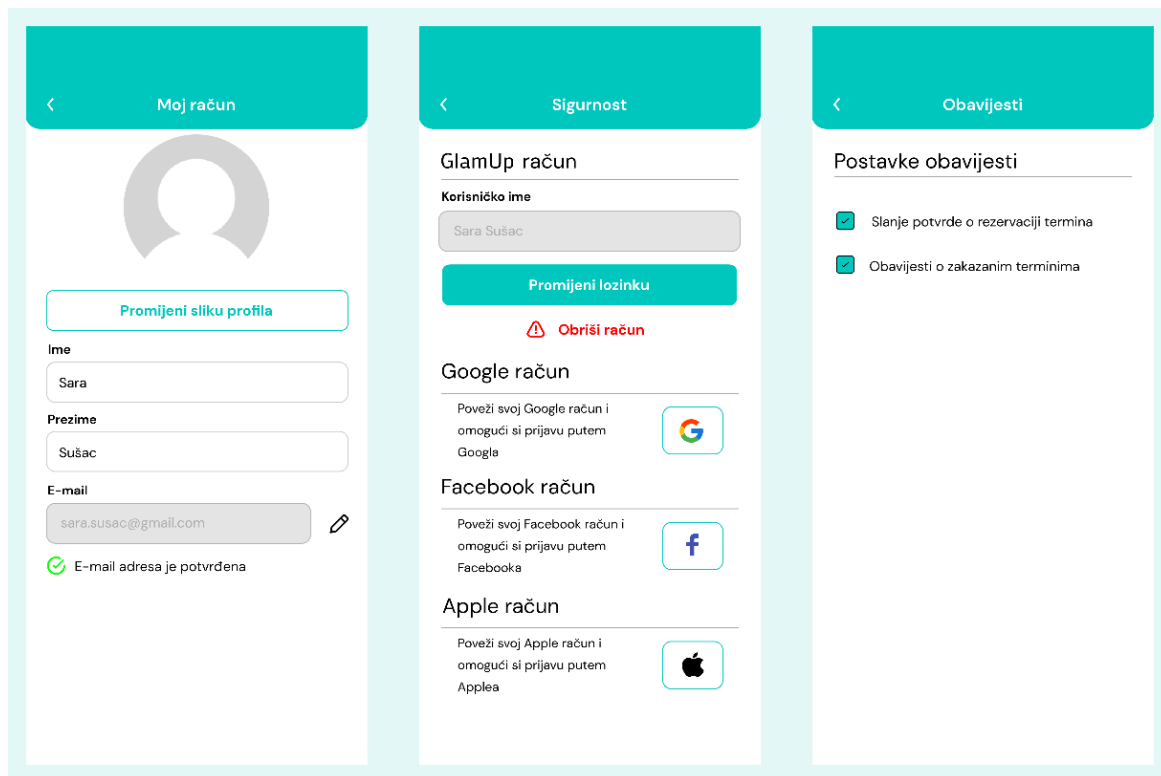 Moj račun
Promijeni sliku profila
Ime
Sara
Prezime
Sušac
E-mail
sara.susac@gmail.com
E-mail adresa je potvrđena
Sigurnost
GlamUp račun
Korisničko ime
Sara Sušac
Promijeni lozinku
Obriši račun
Google račun
Poveži svoj Google račun i
omogući si prijavu putem
Googla
Facebook račun
Poveži svoj Facebook račun i
omogući si prijavu putem
Facebooka
Apple račun
Poveži svoj Apple račun i
omogući si prijavu putem
Applea
Obavijesti
Postavke obavijesti
Slanje potvrde o rezervaciji termina
Obavijesti o zakazanim terminima